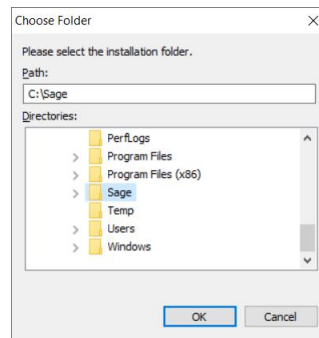 Choose Folder
Please select the installation folder.
Path:
C:\Sage
Directories:
PerfLogs
Program Files
Program Files (x86)
Sage
Temp
Users
Windows
OK Cancel